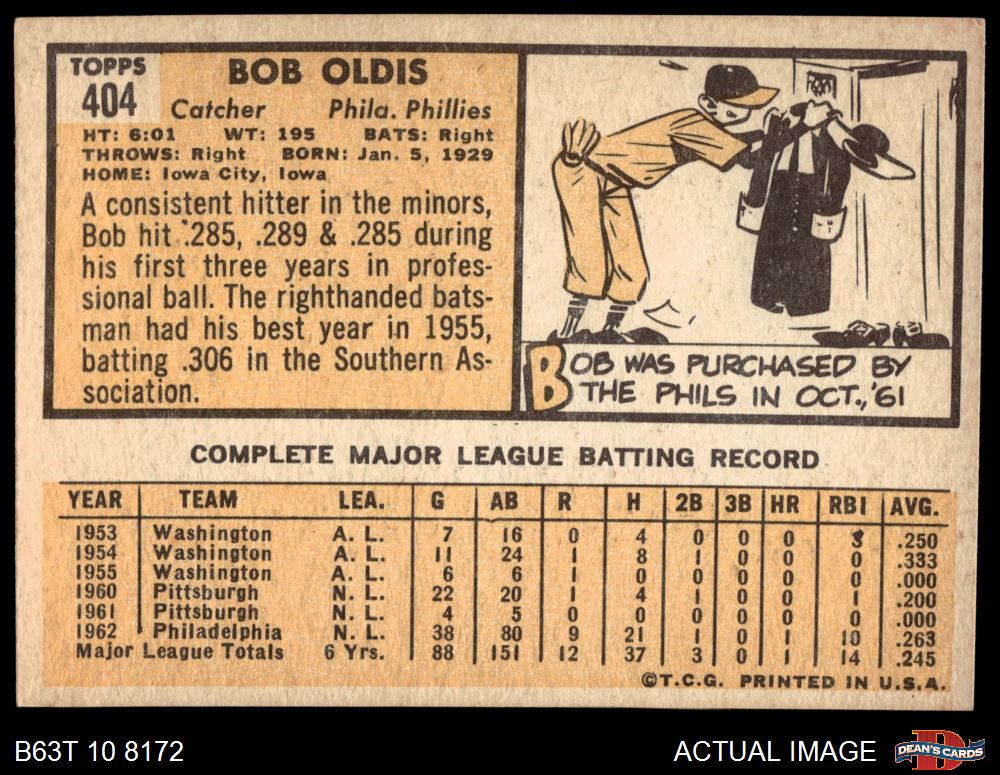 TOPPS
404
BOB OLDIS
Catcher Phila. Phillies
HT: 6:01 WT: 195 BATS: Right
THROWS: Right BORN: Jan. 5, 1929
HOME: Iowa City, Iowa
A consistent hitter in the minors,
Bob hit .285, .289 & .285 during
his first three years in profes-
sional ball. The righthanded bats-
man had his best year in 1955,
batting .306 in the Southern As-
sociation.
BOB WAS PURCHASED BY
THE PHILS IN OCT., '61
COMPLETE MAJOR LEAGUE BATTING RECORD
YEAR TEAM LEA. G AB R H 2B 3B HR RBI AVG.
1953 Washington A. L. 7 16 0 4 0 0 0 3 .250
1954 Washington A. L. 11 24 1 8 1 0 0 0 .333
1955 Washington A. L. 6 6 1 0 0 0 0 0 .000
1960 Pittsburgh N. L. 22 20 1 4 1 0 0 1 .200
1961 Pittsburgh N. L. 4 5 0 0 0 0 0 0 .000
1962 Philadelphia N. L. 38 80 9 21 1 0 1 10 .263
Major League Totals 6 Yrs. 88 151 12 37 3 0 1 14 .245
©T.C.G. PRINTED IN U.S.A.
B63T 10 8172
ACTUAL IMAGE
DEAN'S CARDS